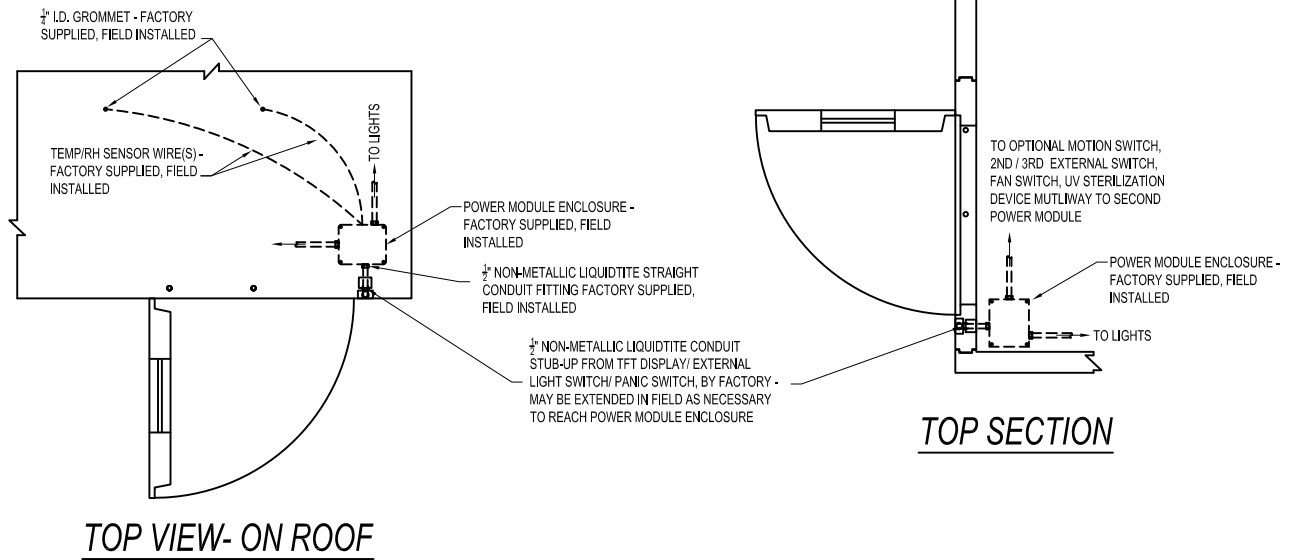 ¼" I.D. GROMMET - FACTORY
SUPPLIED, FIELD INSTALLED
TEMP/RH SENSOR WIRE(S) -
FACTORY SUPPLIED, FIELD
INSTALLED
TO LIGHTS
POWER MODULE ENCLOSURE -
FACTORY SUPPLIED, FIELD
INSTALLED
½" NON-METALLIC LIQUIDTITE STRAIGHT
CONDUIT FITTING FACTORY SUPPLIED,
FIELD INSTALLED
½" NON-METALLIC LIQUIDTITE CONDUIT
STUB-UP FROM TFT DISPLAY/ EXTERNAL
LIGHT SWITCH/ PANIC SWITCH, BY FACTORY -
MAY BE EXTENDED IN FIELD AS NECESSARY
TO REACH POWER MODULE ENCLOSURE
TOP VIEW- ON ROOF
TO OPTIONAL MOTION SWITCH,
2ND / 3RD EXTERNAL SWITCH,
FAN SWITCH, UV STERILIZATION
DEVICE MUTLIWAY TO SECOND
POWER MODULE
POWER MODULE ENCLOSURE -
FACTORY SUPPLIED, FIELD
INSTALLED
TO LIGHTS
TOP SECTION